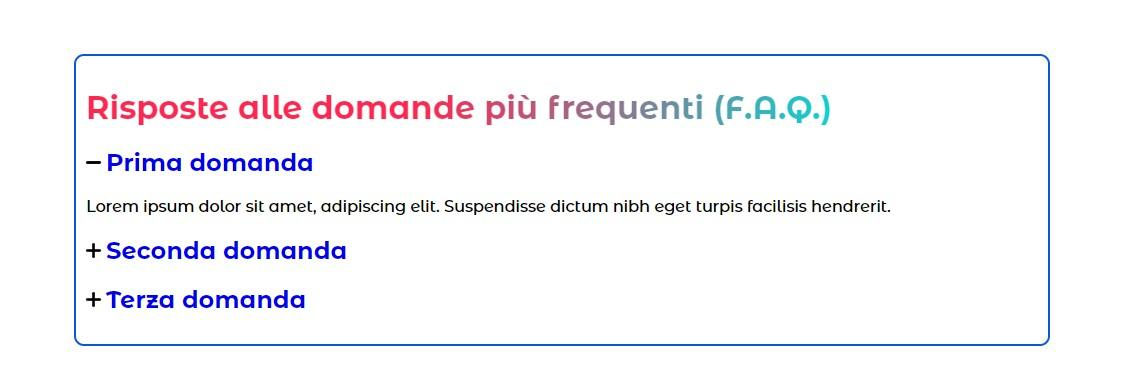 Risposte alle domande più frequenti (F.A.Q.)
− Prima domanda
Lorem ipsum dolor sit amet, adipiscing elit. Suspendisse dictum nibh eget turpis facilisis hendrerit.
+ Seconda domanda
+ Terza domanda